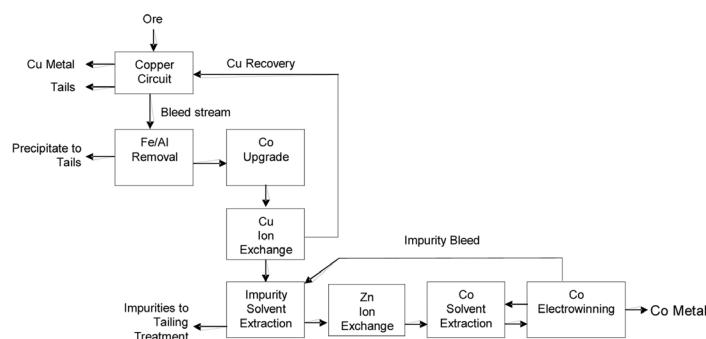 Ore
Cu Metal
Copper
Circuit
Cu Recovery
Tails
Bleed stream
Precipitate to
Tails
Fe/Al
Removal
Co
Upgrade
Cu
Ion
Exchange
Impurity Bleed
Impurities to
Tailing
Treatment
Impurity
Solvent
Extraction
Zn
Ion
Exchange
Co
Solvent
Extraction
Co
Electrowinning
Co Metal